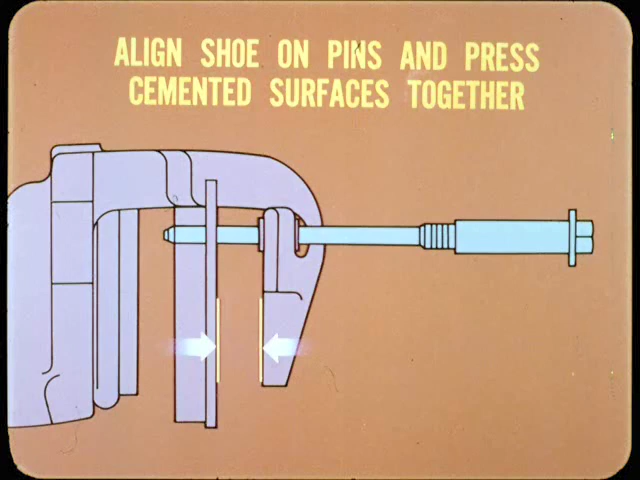 ALIGN SHOE ON PINS AND PRESS
CEMENTED SURFACES TOGETHER